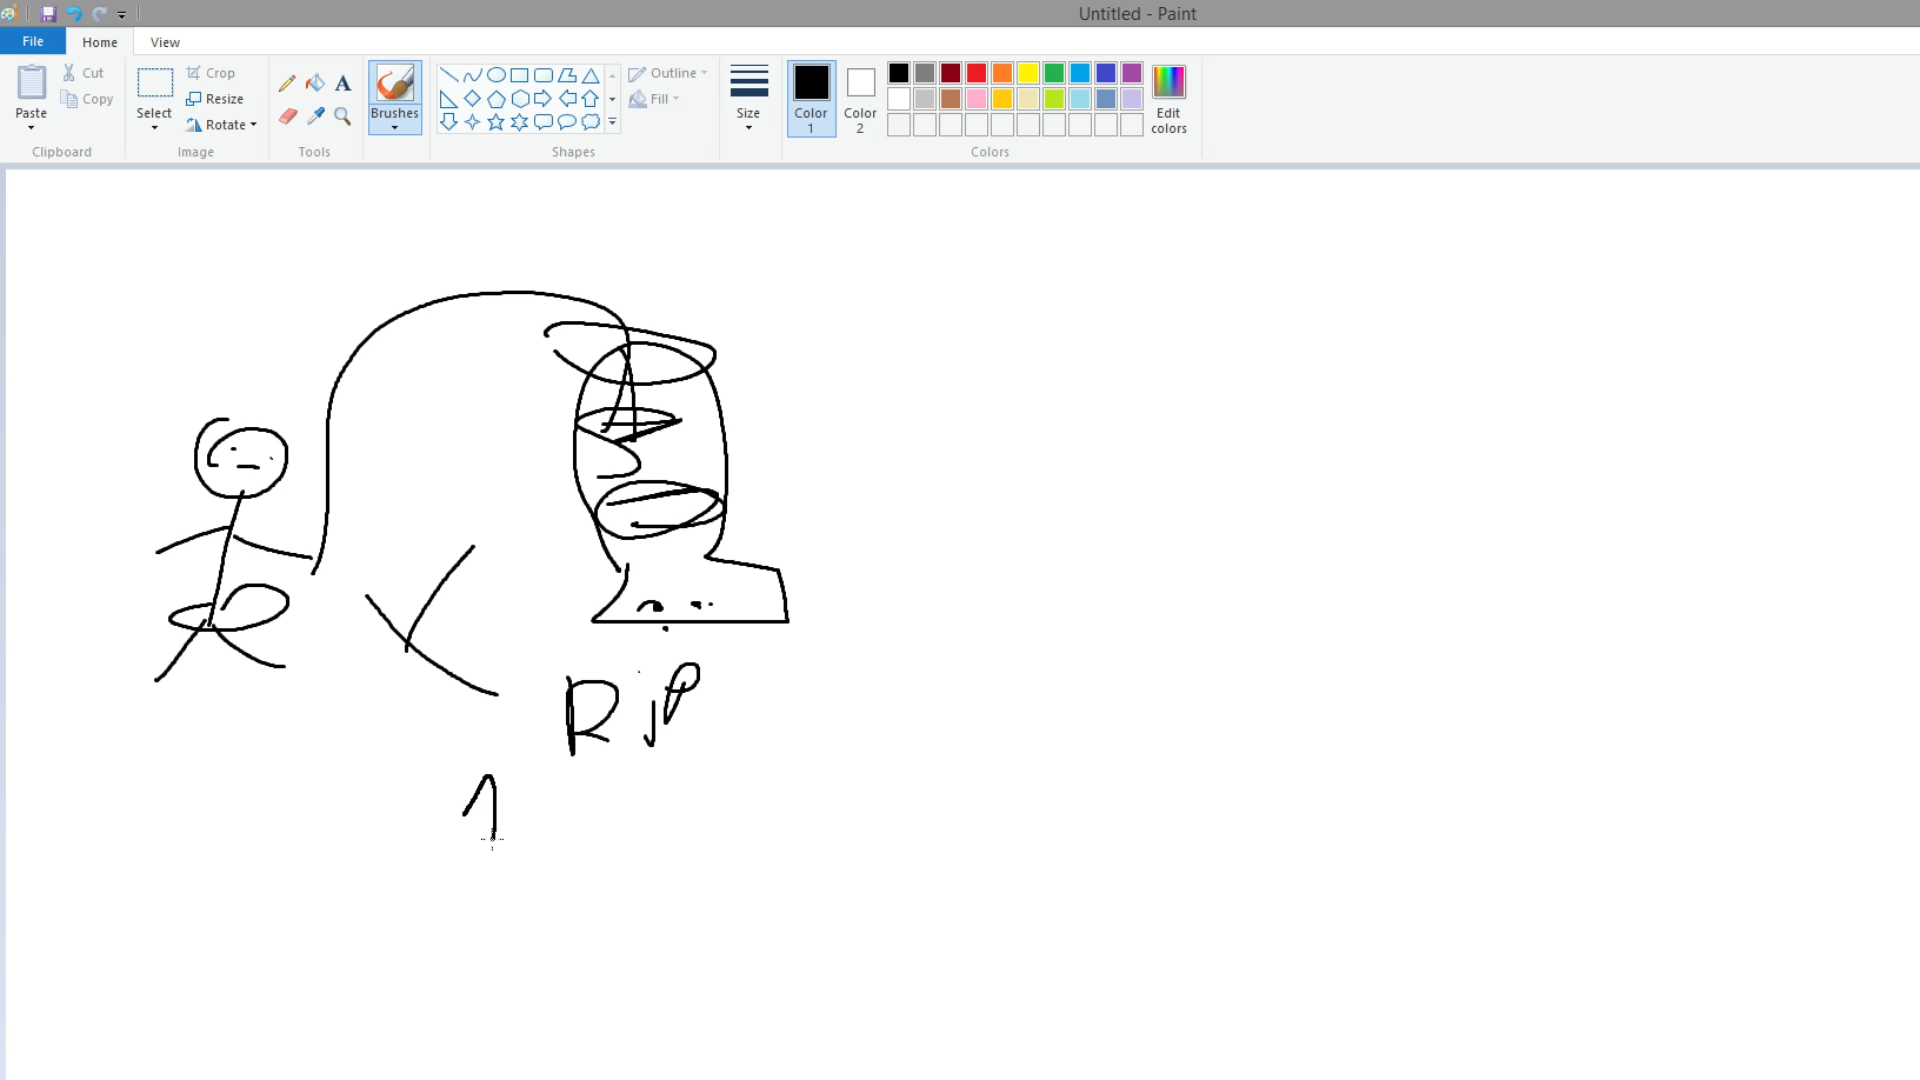 Untitled - Paint
File Home View
Paste
Cut
Copy
Clipboard
Select
Crop
Resize
Rotate
Image
Tools
Brushes
Shapes
Outline
Fill
Size
Color 1
Color 2
Edit colors
Colors
RiP
1